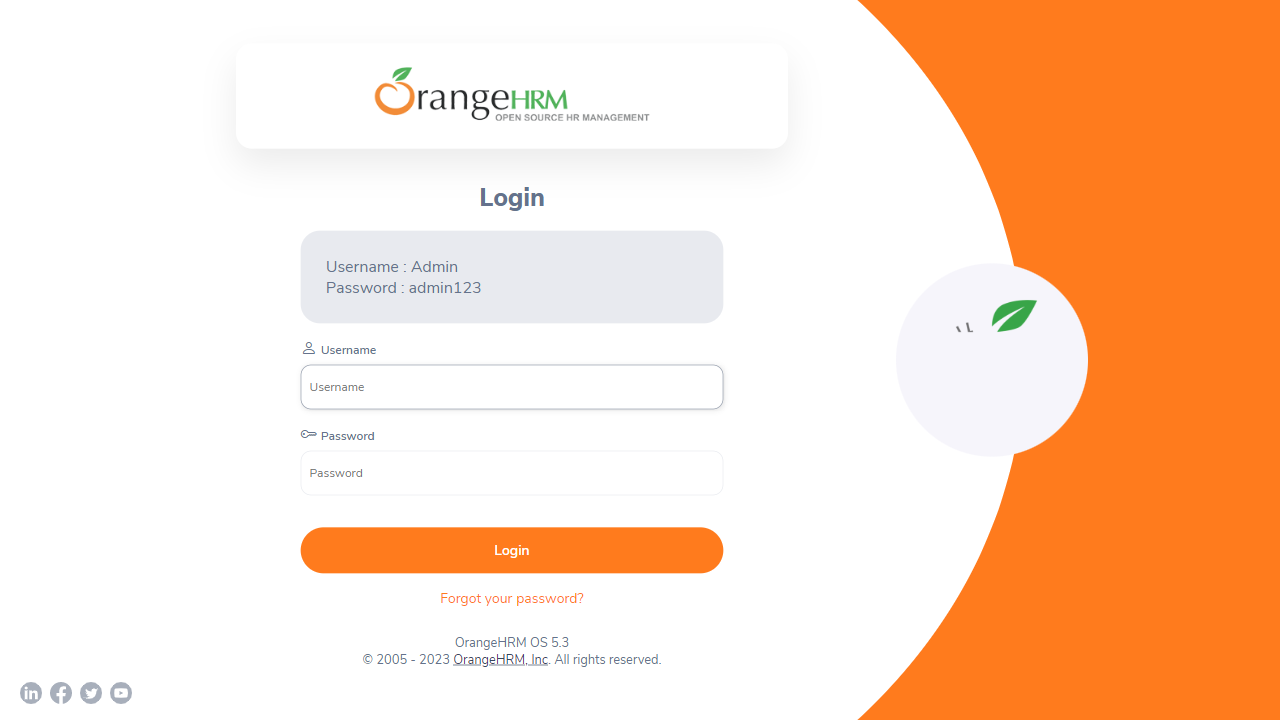 OrangeHRM
OPEN SOURCE HR MANAGEMENT
Login
Username : Admin
Password : admin123
Username
Username
Password
Password
Login
Forgot your password?
OrangeHRM OS 5.3
© 2005 - 2023 OrangeHRM, Inc. All rights reserved.